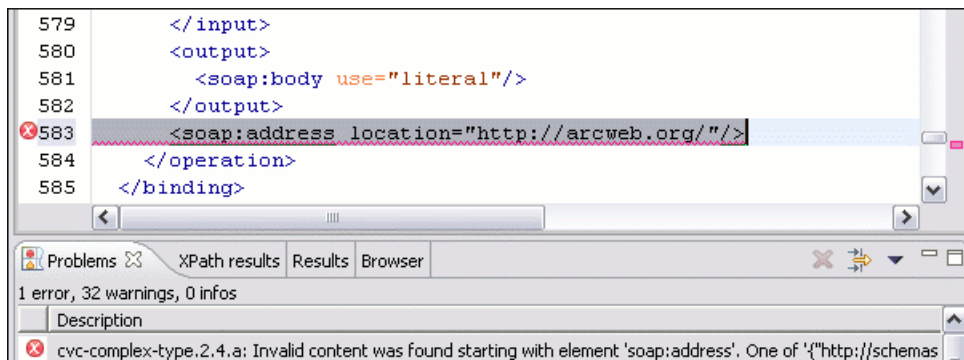 579 </input>
580 <output>
581 <soap:body use="literal"/>
582 </output>
583 <soap:address location="http://arcweb.org/"/>
584 </operation>
585 </binding>
Problems XPath results Results Browser
1 error, 32 warnings, 0 infos
Description
cvc-complex-type.2.4.a: Invalid content was found starting with element 'soap:address'. One of '{"http://schemas